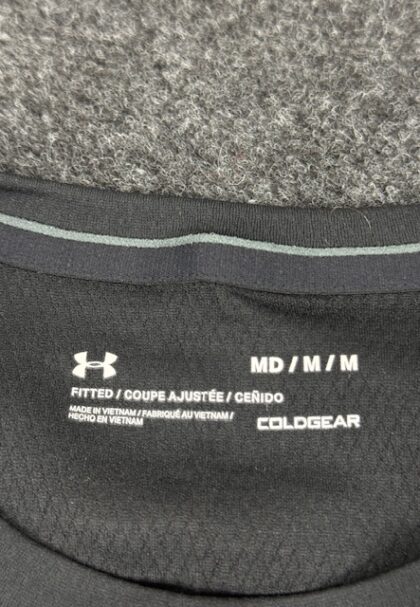 MD / M / M
FITTED / COUPE AJUSTÉE / CEÑIDO
MADE IN VIETNAM / FABRIQUÉ AU VIETNAM /
HECHO EN VIETNAM
COLDGEAR